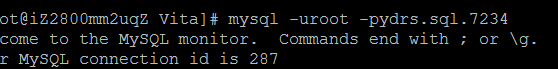 ot@iZ2800mm2uqZ Vita]# mysql -uroot -pydrs.sql.7234
come to the MySQL monitor.  Commands end with ; or \g.
r MySQL connection id is 287